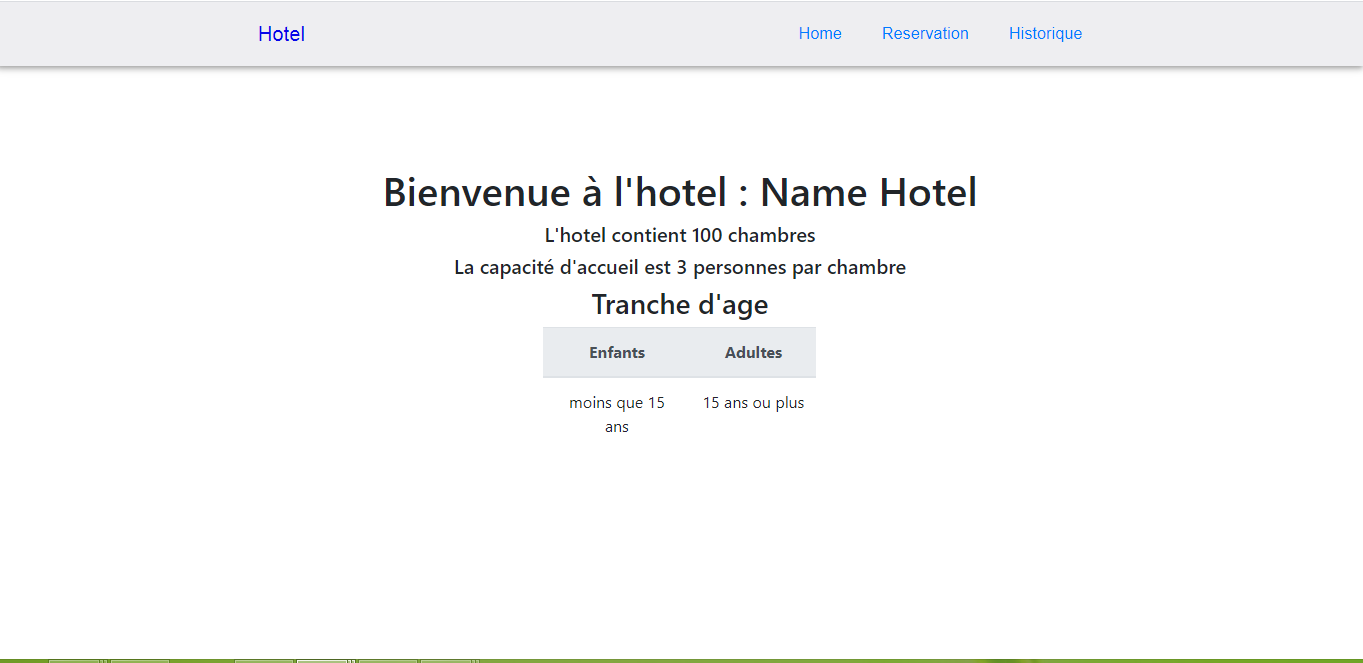 Hotel
Home Reservation Historique
Bienvenue à l'hotel : Name Hotel
L'hotel contient 100 chambres
La capacité d'accueil est 3 personnes par chambre
Tranche d'age
Enfants Adultes
moins que 15 15 ans ou plus
ans